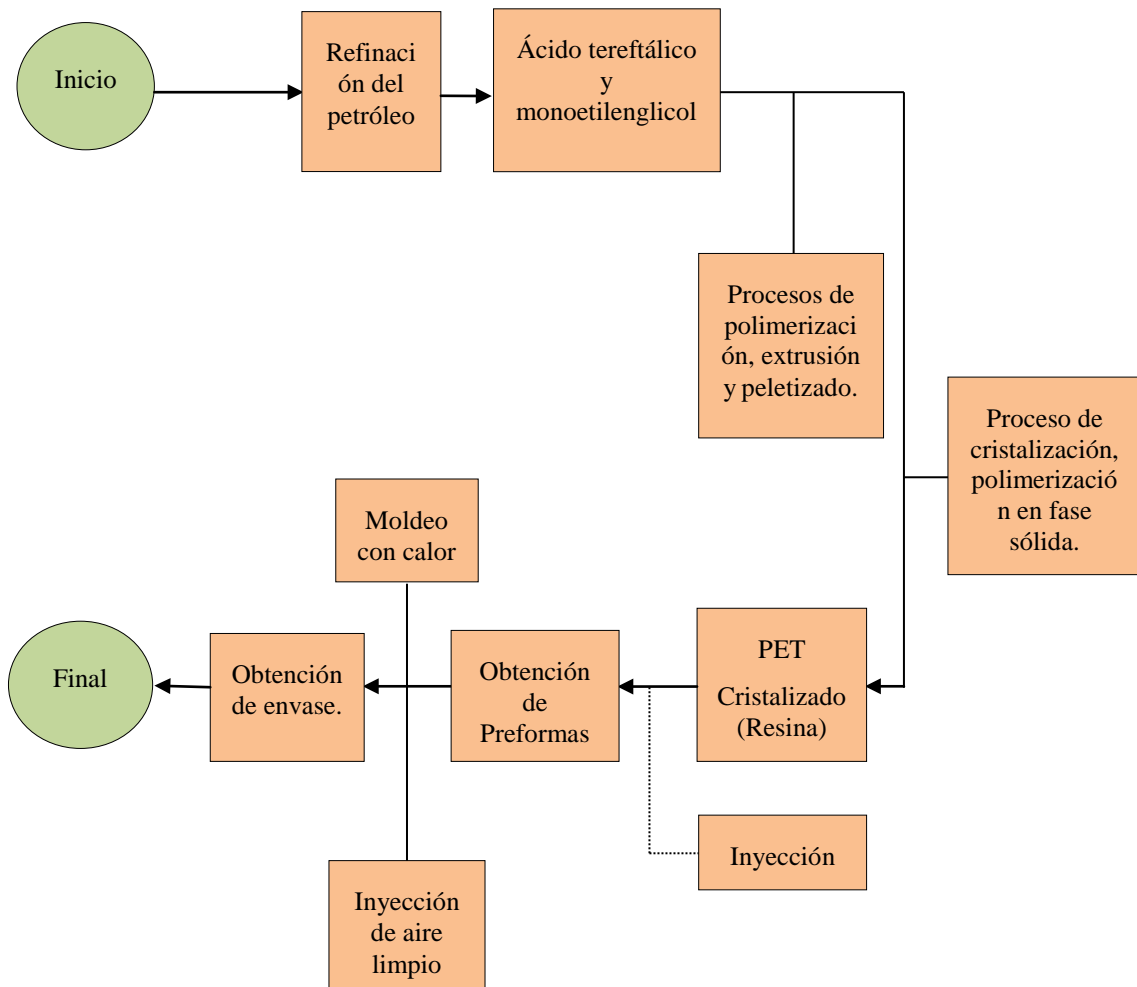 Inicio
Refinaci
ón del
petróleo
Ácido tereftálico
y
monoetilenglicol
Procesos de
polimerizaci
ón, extrusión
y peletizado.
Proceso de
cristalización,
polimerizació
n en fase
sólida.
Moldeo
con calor
Final
Obtención
de envase.
Obtención
de
Preformas
PET
Cristalizado
(Resina)
Inyección
Inyección
de aire
limpio